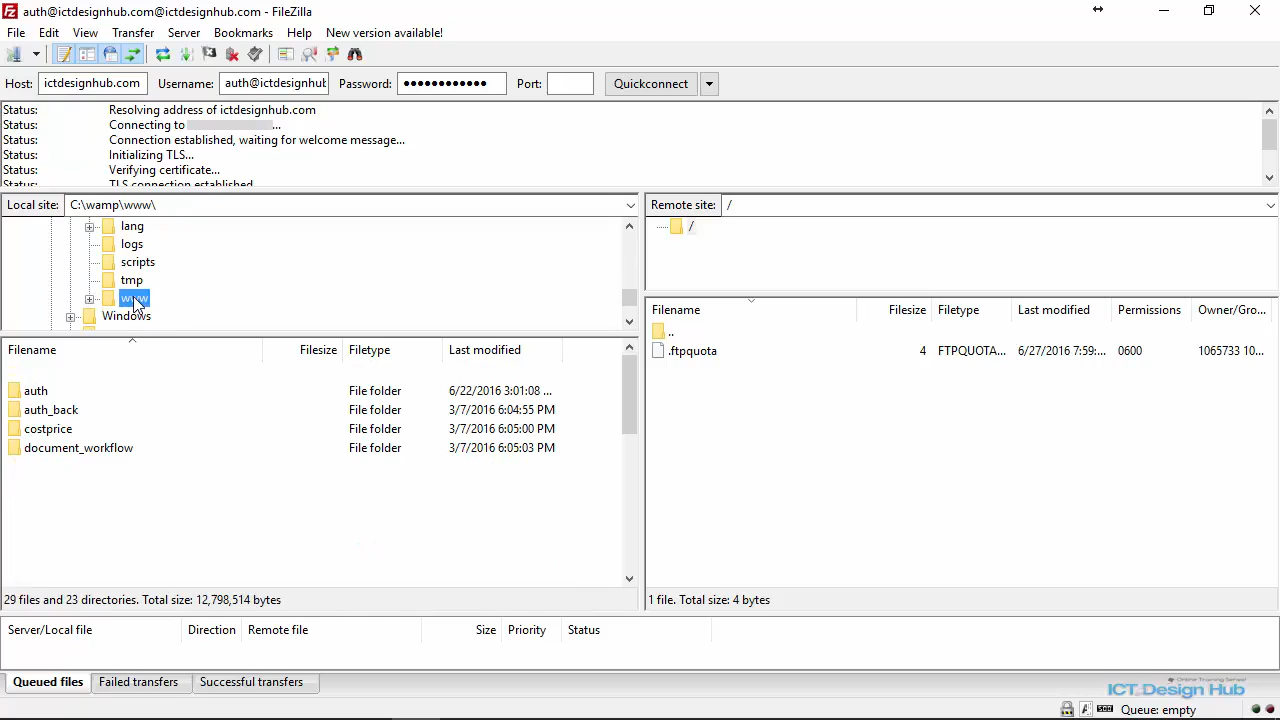 auth@ictdesignhub.com@ictdesignhub.com - FileZilla
File Edit View Transfer Server Bookmarks Help New version available!
Host: ictdesignhub.com Username: auth@ictdesignhub Password: ●●●●●●●●●●●● Port: Quickconnect
Status: Resolving address of ictdesignhub.com
Status: Connecting to ...
Status: Connection established, waiting for welcome message...
Status: Initializing TLS...
Status: Verifying certificate...
Status: TLS connection established.
Local site: C:\wamp\www\
Remote site: /
lang
logs
scripts
tmp
www
Windows
/
Filename Filesize Filetype Last modified
auth File folder 6/22/2016 3:01:08 ...
auth_back File folder 3/7/2016 6:04:55 PM
costprice File folder 3/7/2016 6:05:00 PM
document_workflow File folder 3/7/2016 6:05:03 PM
29 files and 23 directories. Total size: 12,798,514 bytes
Filename Filesize Filetype Last modified Permissions Owner/Gro...
..
.ftpquota 4 FTPQUOTA... 6/27/2016 7:59:... 0600 1065733 10...
1 file. Total size: 4 bytes
Server/Local file Direction Remote file Size Priority Status
Queued files Failed transfers Successful transfers
Online Training Server
ICT Design Hub
Queue: empty